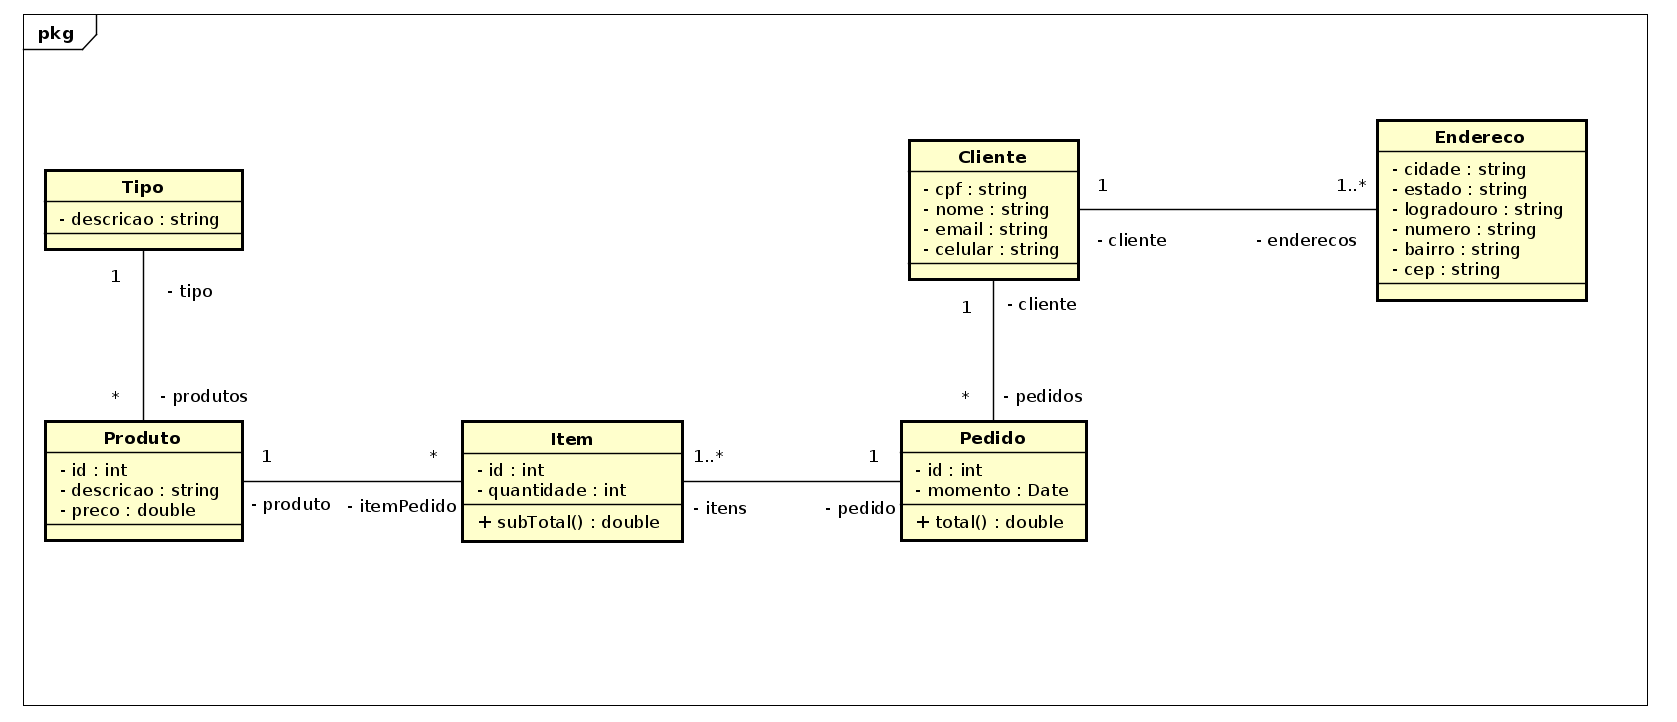 pkg
Tipo
- descricao : string
1
- tipo
*
- produtos
Produto
- id : int
- descricao : string
- preco : double
1
*
- produto
- itemPedido
Item
- id : int
- quantidade : int
+ subTotal() : double
1..*
1
- itens
- pedido
Pedido
- id : int
- momento : Date
+ total() : double
*
- pedidos
1
- cliente
Cliente
- cpf : string
- nome : string
- email : string
- celular : string
1
1..*
- cliente
- enderecos
Endereco
- cidade : string
- estado : string
- logradouro : string
- numero : string
- bairro : string
- cep : string